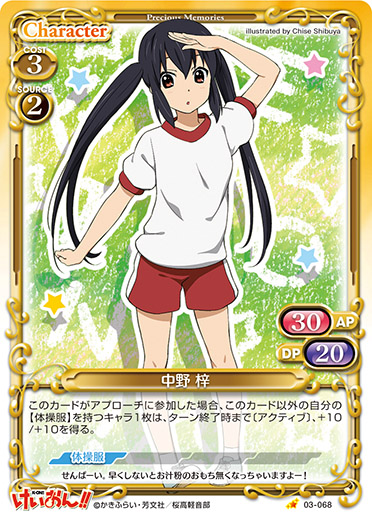 Precious Memories
Character
illustrated by Chise Shibuya
COST
3
SOURCE
2
30 AP
DP 20
中野 梓
このカードがアプローチに参加した場合、このカード以外の自分の
【体操服】を持つキャラ1枚は、ターン終了時まで〔アクティブ〕、+10
/+10を得る。
体操服
せんぱーい、早くしないとお汁粉のおもち無くなっちゃいますよー！
けいおん!!
©かきふらい・芳文社／桜高軽音部
03-068